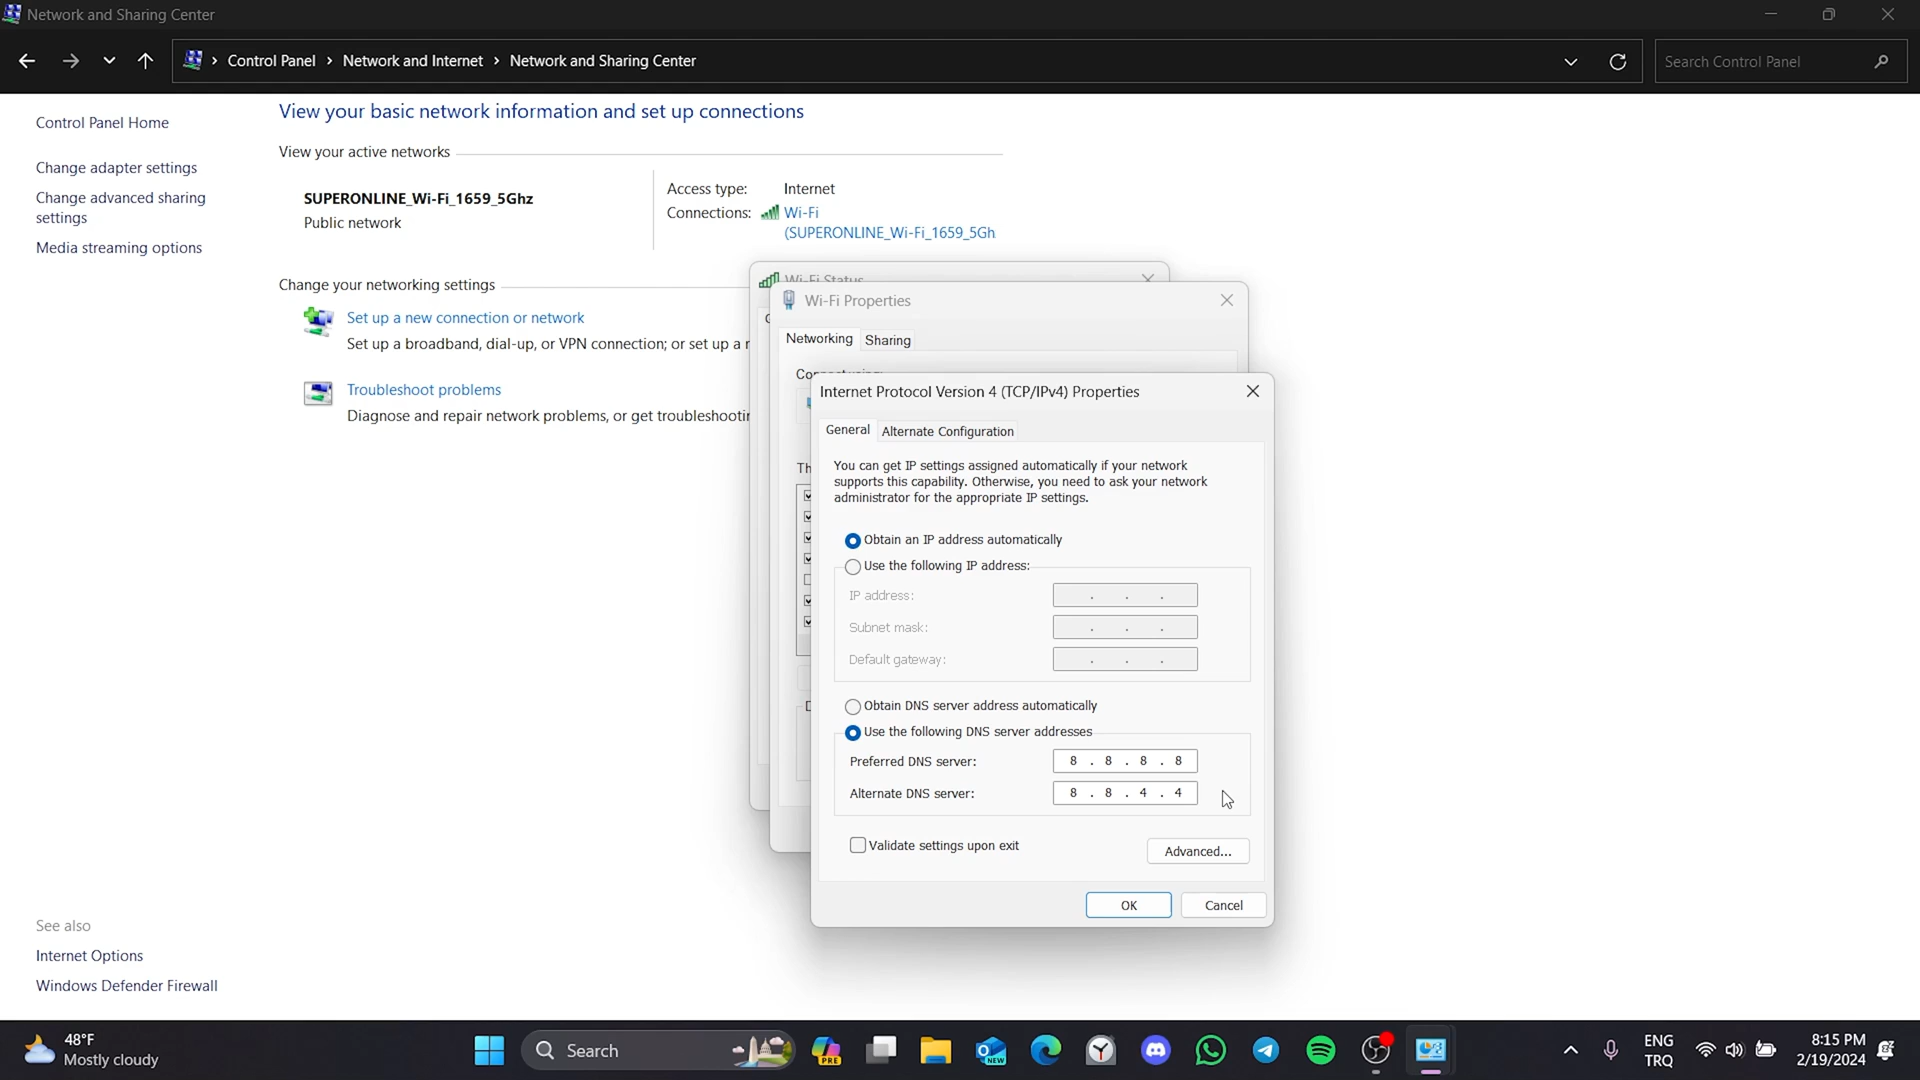 Network and Sharing Center
Control Panel > Network and Internet > Network and Sharing Center
Search Control Panel
Control Panel Home
Change adapter settings
Change advanced sharing
settings
Media streaming options
View your basic network information and set up connections
View your active networks
SUPERONLINE_Wi-Fi_1659_5Ghz
Public network
Access type: Internet
Connections: Wi-Fi
(SUPERONLINE_Wi-Fi_1659_5Gh
Change your networking settings
Set up a new connection or network
Set up a broadband, dial-up, or VPN connection; or set up a r
Troubleshoot problems
Diagnose and repair network problems, or get troubleshootin
Wi-Fi Status
Wi-Fi Properties
Networking Sharing
Internet Protocol Version 4 (TCP/IPv4) Properties
General Alternate Configuration
You can get IP settings assigned automatically if your network
supports this capability. Otherwise, you need to ask your network
administrator for the appropriate IP settings.
Obtain an IP address automatically
Use the following IP address:
IP address: . . .
Subnet mask: . . .
Default gateway: . . .
Obtain DNS server address automatically
Use the following DNS server addresses
Preferred DNS server: 8 . 8 . 8 . 8
Alternate DNS server: 8 . 8 . 4 . 4
Validate settings upon exit
Advanced...
OK Cancel
See also
Internet Options
Windows Defender Firewall
48°F
Mostly cloudy
Search
PRE
NEW
ENG
TRQ
8:15 PM
2/19/2024